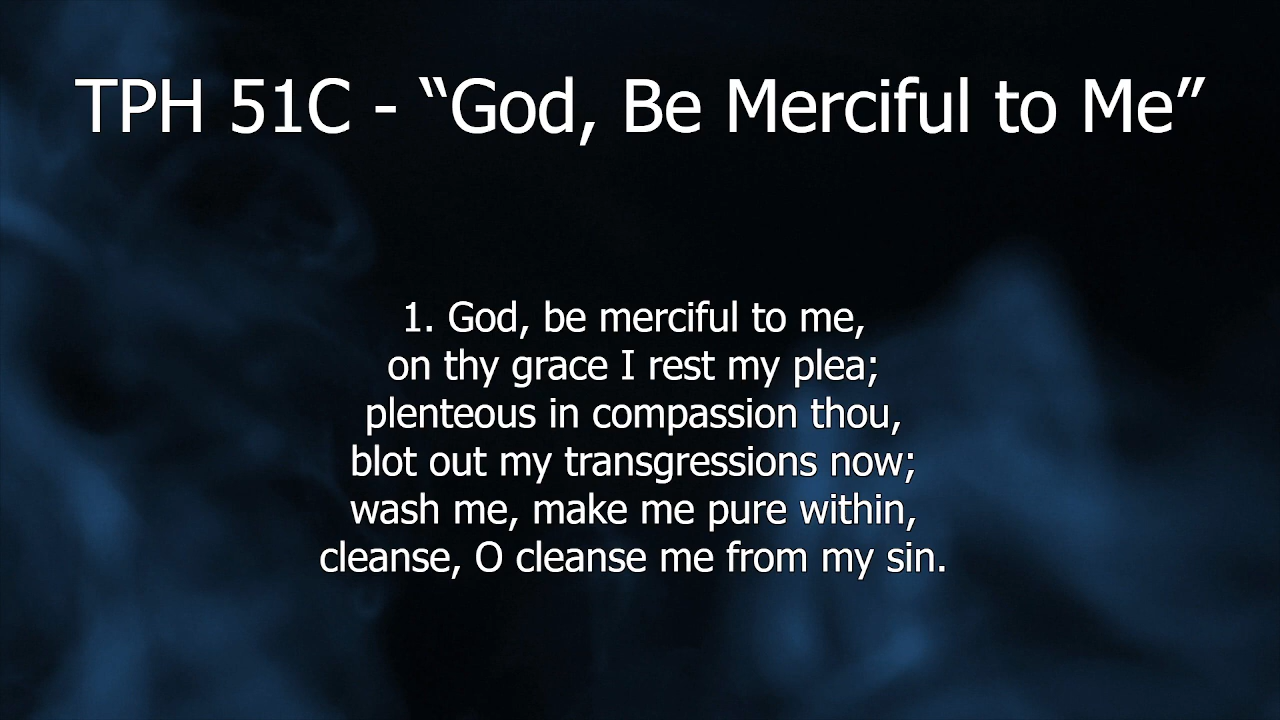 TPH 51C - “God, Be Merciful to Me”
1. God, be merciful to me,
on thy grace I rest my plea;
plenteous in compassion thou,
blot out my transgressions now;
wash me, make me pure within,
cleanse, O cleanse me from my sin.